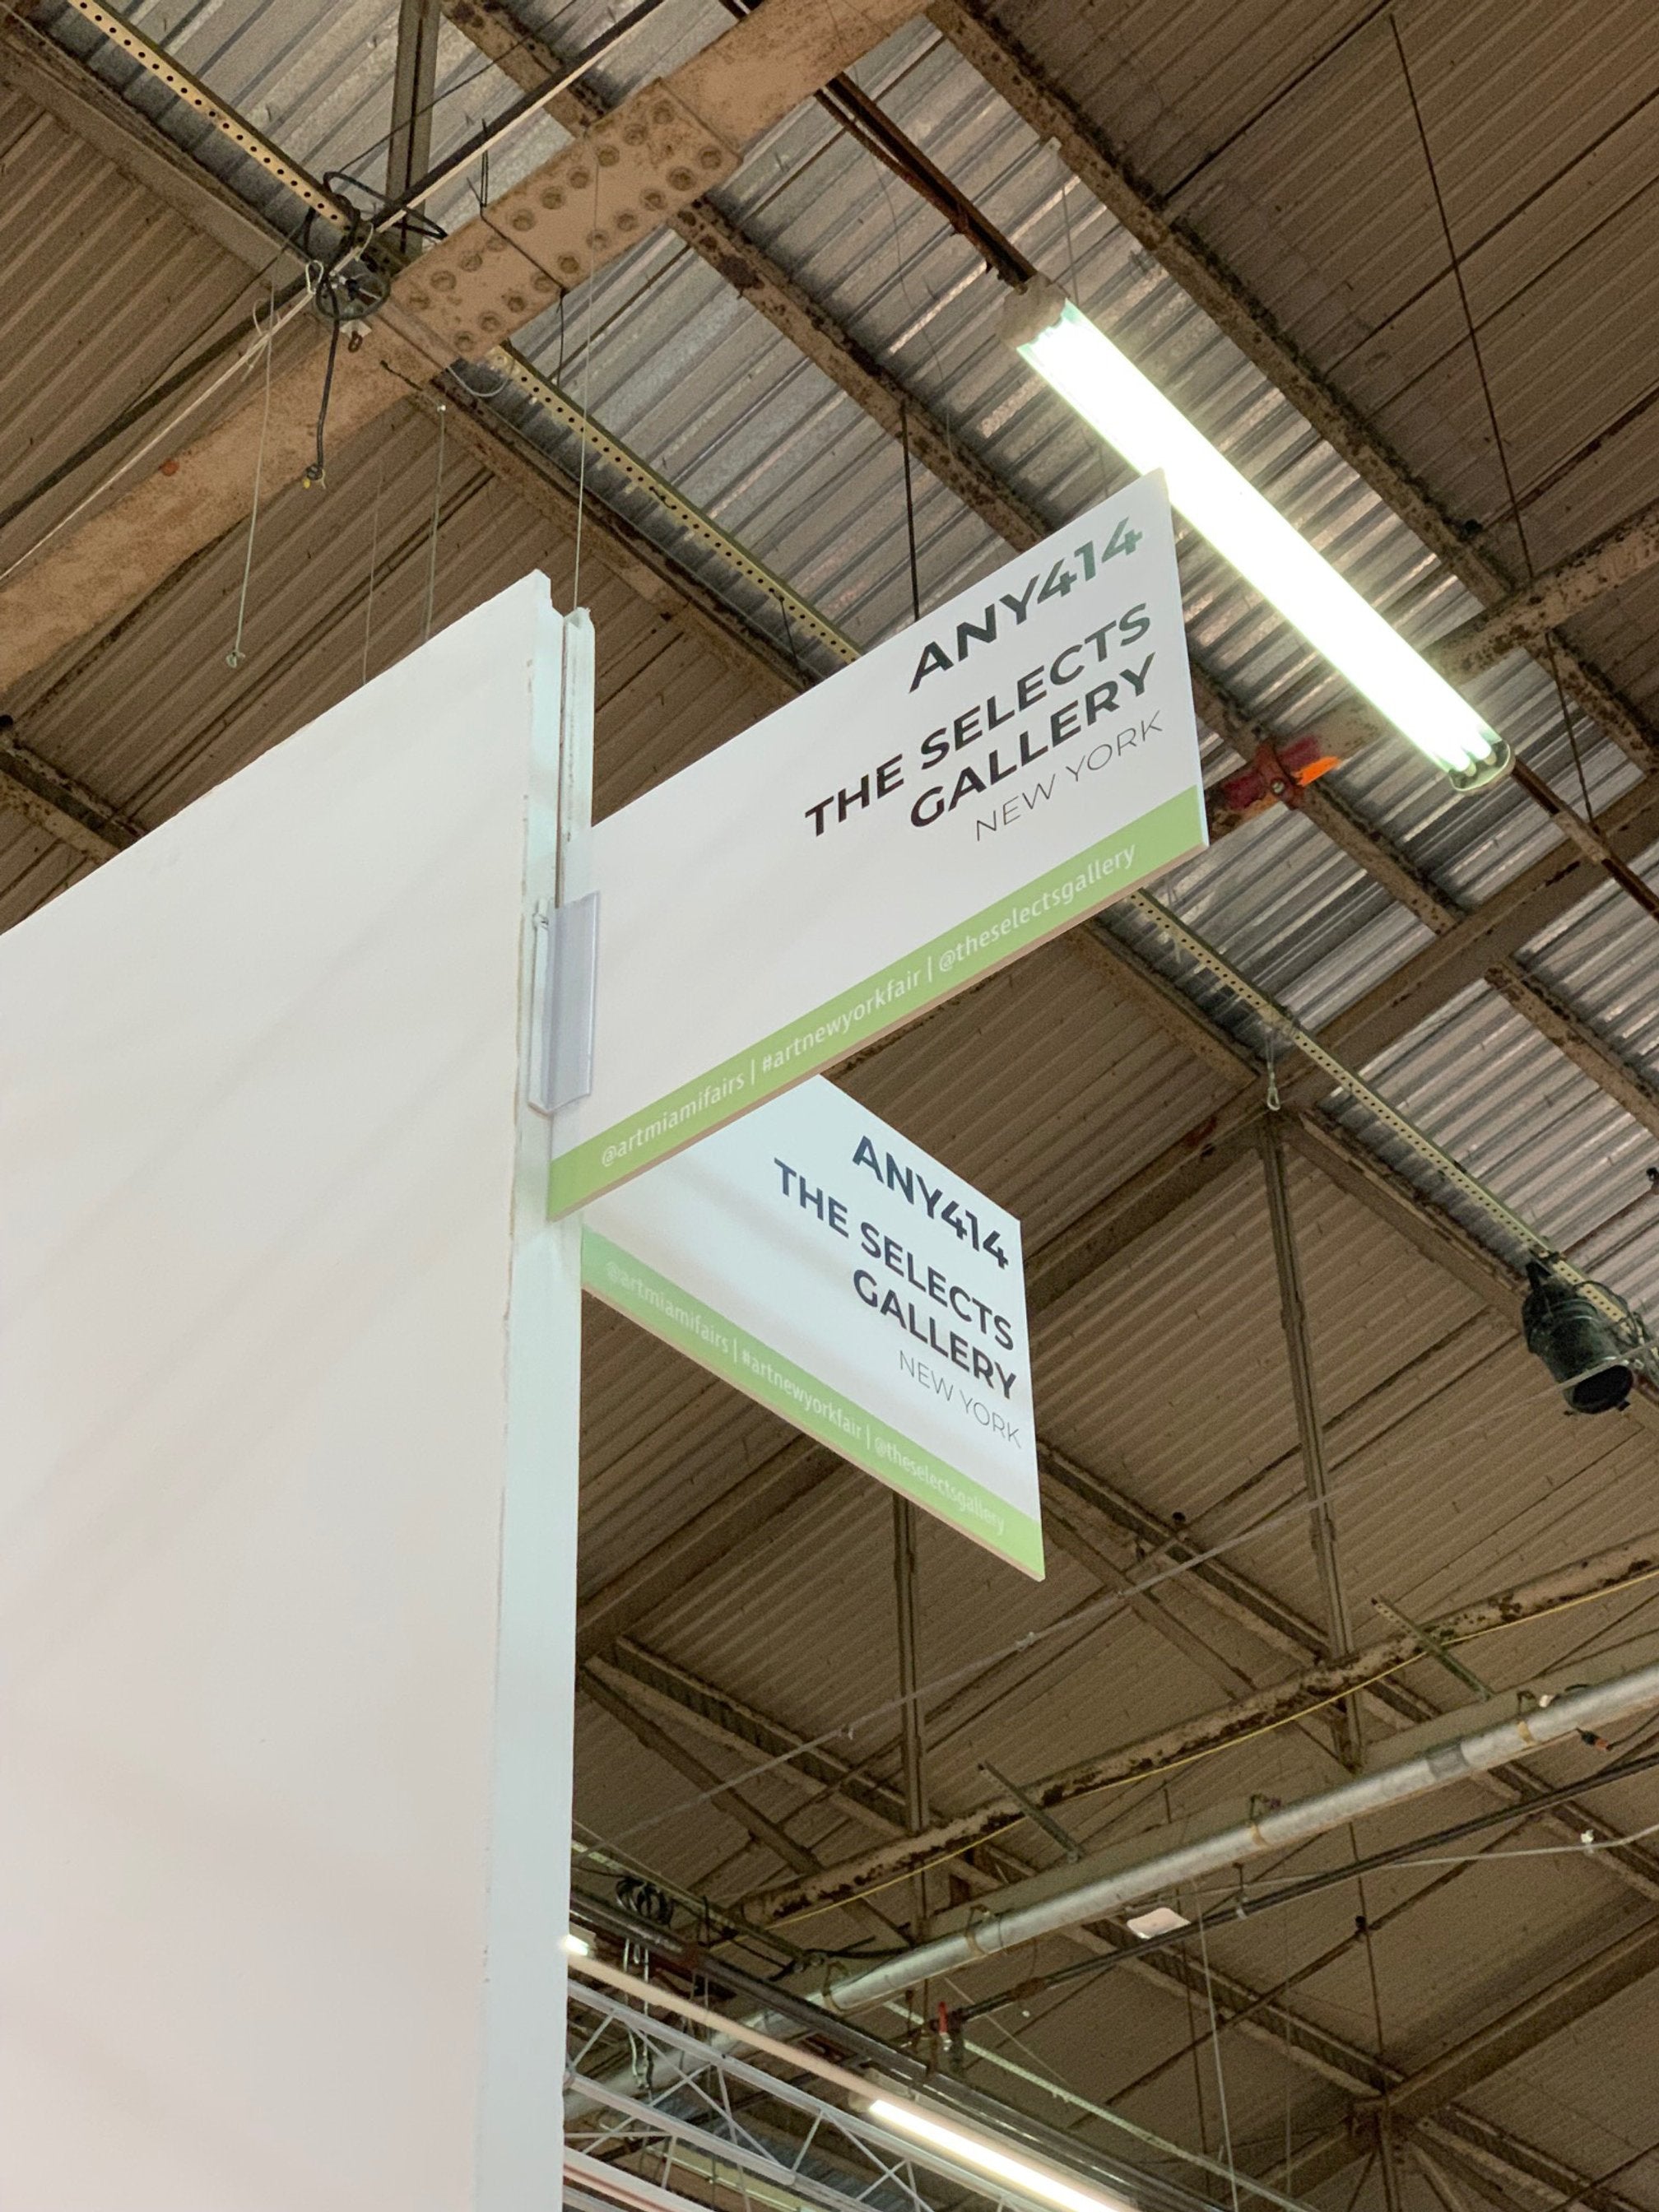 ANY414
THE SELECTS
GALLERY
NEW YORK
@artmiamifairs | #artnewyorkfair | @theselectsgallery
ANY414
THE SELECTS
GALLERY
NEW YORK
@artmiamifairs | #artnewyorkfair | @theselectsgallery